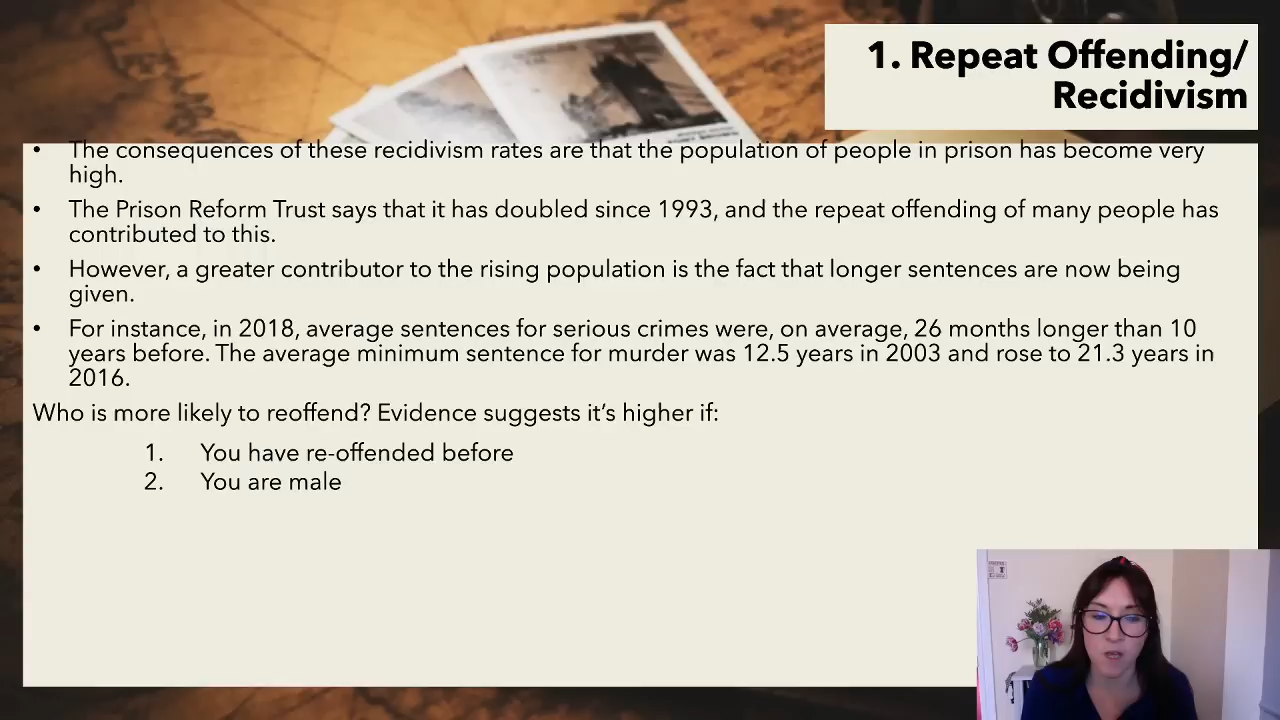 1. Repeat Offending/
Recidivism
• The consequences of these recidivism rates are that the population of people in prison has become very
high.
• The Prison Reform Trust says that it has doubled since 1993, and the repeat offending of many people has
contributed to this.
• However, a greater contributor to the rising population is the fact that longer sentences are now being
given.
• For instance, in 2018, average sentences for serious crimes were, on average, 26 months longer than 10
years before. The average minimum sentence for murder was 12.5 years in 2003 and rose to 21.3 years in
2016.
Who is more likely to reoffend? Evidence suggests it’s higher if:
1. You have re-offended before
2. You are male